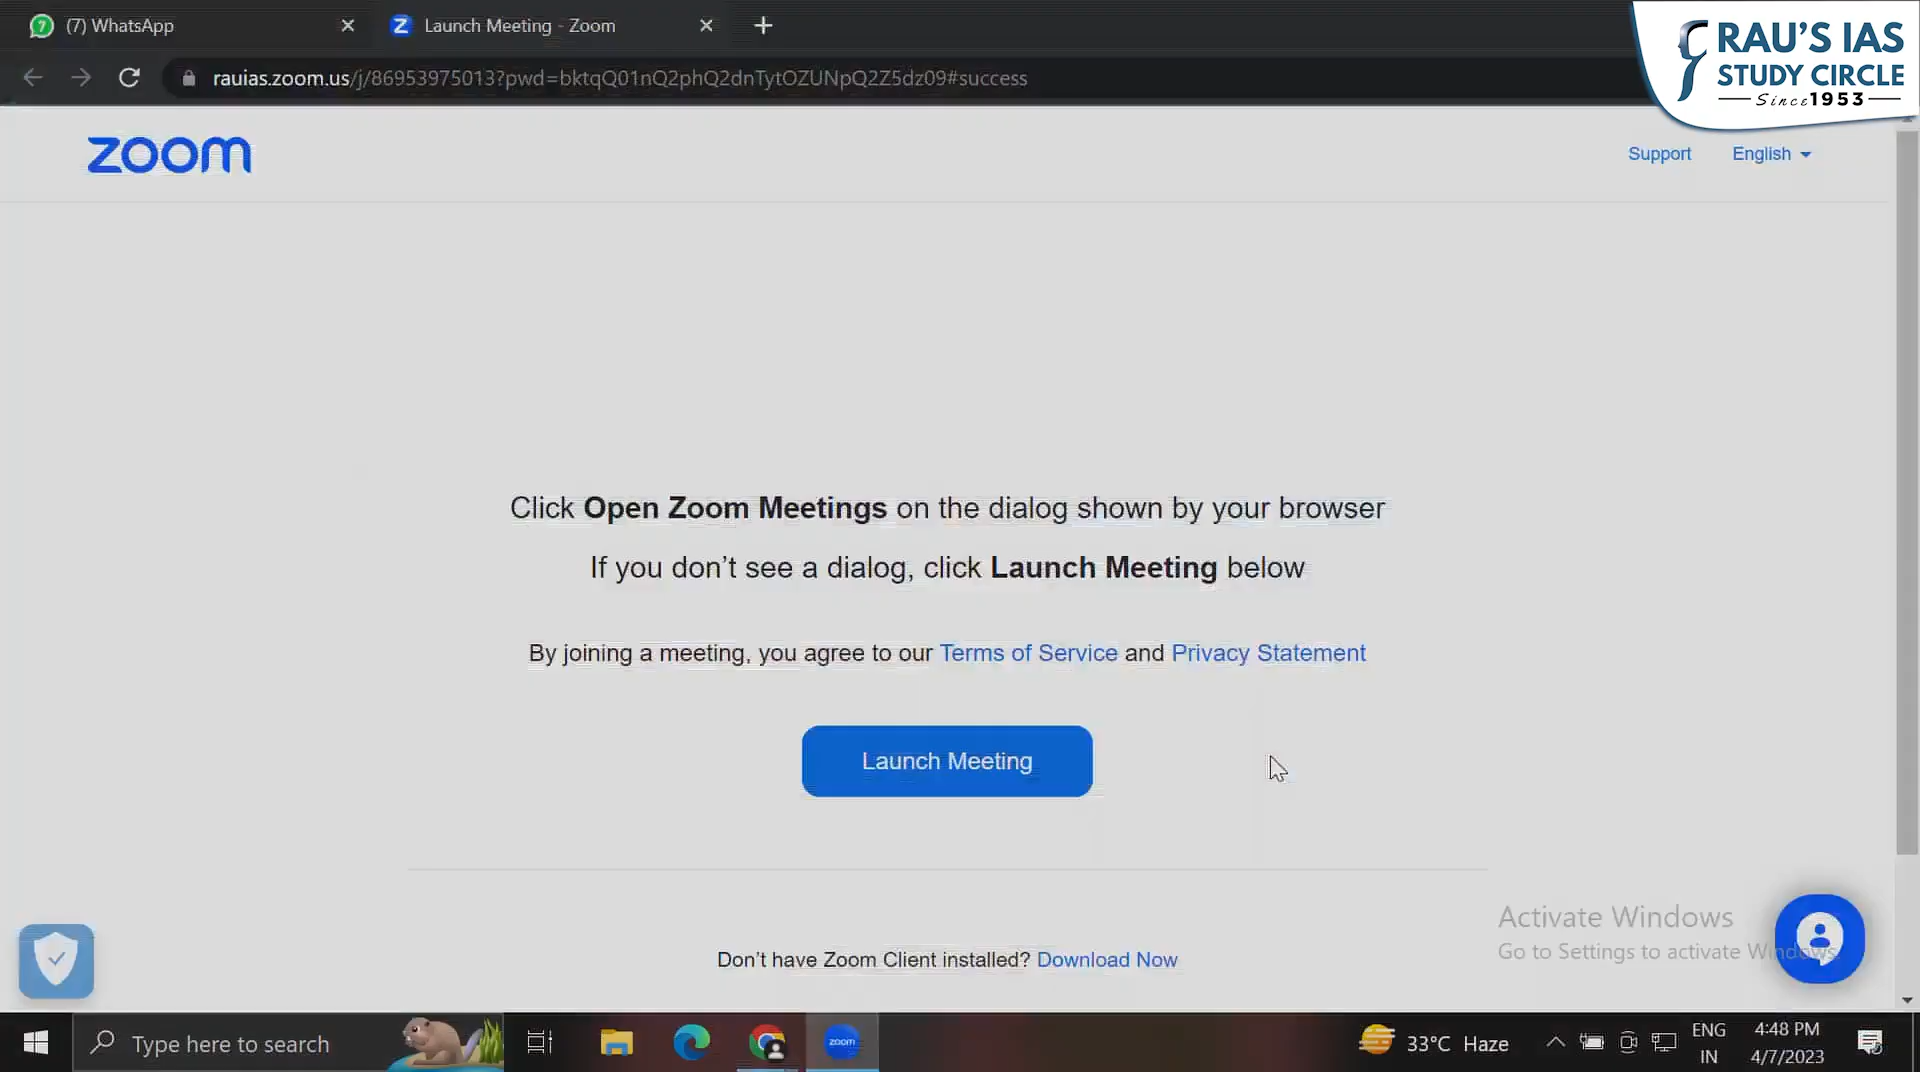 (7) WhatsApp
Launch Meeting - Zoom
RAU'S IAS
STUDY CIRCLE
Since 1953
rauias.zoom.us/j/86953975013?pwd=bktqQ01nQ2phQ2dnTytOZUNpQ2Z5dz09#success
zoom
Support
English
Click Open Zoom Meetings on the dialog shown by your browser
If you don't see a dialog, click Launch Meeting below
By joining a meeting, you agree to our Terms of Service and Privacy Statement
Launch Meeting
Activate Windows
Go to Settings to activate Windows.
Don't have Zoom Client installed? Download Now
Type here to search
zoom
33°C Haze
ENG
IN
4:48 PM
4/7/2023